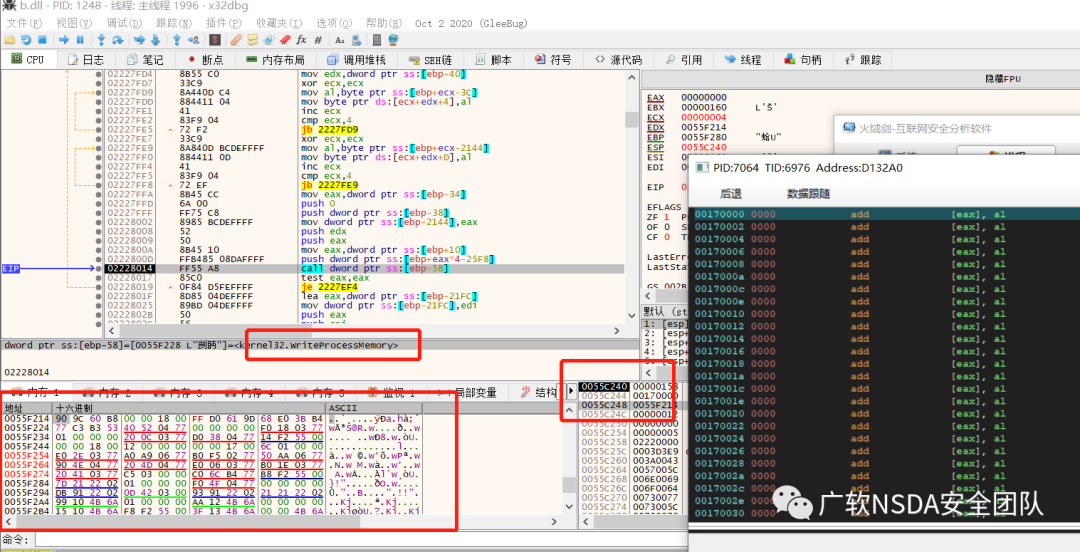 b.dll - PID: 1248 - 线程: 主线程 1996 - x32dbg
文件(F) 视图(V) 调试(D) 跟踪(N) 插件(P) 收藏夹(I) 选项(O) 帮助(H) Oct 2 2020 (GleeBug)
CPU 日志 笔记 断点 内存布局 调用堆栈 SEH链 脚本 符号 源代码 引用 线程 句柄 跟踪
02227FD4 8B55 C0 mov edx,dword ptr ss:[ebp-40]
02227FD7 33C9 xor ecx,ecx
02227FD9 8A440D C4 mov al,byte ptr ss:[ebp+ecx-3C]
02227FDD 884411 04 mov byte ptr ds:[ecx+edx+4],al
02227FE1 41 inc ecx
02227FE2 83F9 04 cmp ecx,4
02227FE5 72 F2 jb 2227FD9
02227FE7 33C9 xor ecx,ecx
02227FE9 8A840D BCDEFFFF mov al,byte ptr ss:[ebp+ecx-2144]
02227FF0 884411 0D mov byte ptr ds:[ecx+edx+D],al
02227FF4 41 inc ecx
02227FF5 83F9 04 cmp ecx,4
02227FF8 72 EF jb 2227FE9
02227FFA 8B45 CC mov eax,dword ptr ss:[ebp-34]
02227FFD 6A 00 push 0
02227FFF FF75 C8 push dword ptr ss:[ebp-38]
02228002 8985 BCDEFFFF mov dword ptr ss:[ebp-2144],eax
02228008 52 push edx
02228009 50 push eax
0222800A 8B45 10 mov eax,dword ptr ss:[ebp+10]
0222800D FFB485 08DAFFFF push dword ptr ss:[ebp+eax*4-25F8]
EIP 02228014 FF55 A8 call dword ptr ss:[ebp-58]
02228017 85C0 test eax,eax
02228019 0F84 D5FEFFFF je 2227EF4
0222801F 8D85 04DEFFFF lea eax,dword ptr ss:[ebp-21FC]
02228025 89BD 04DEFFFF mov dword ptr ss:[ebp-21FC],edi
0222802B 50 push eax
隐藏FPU
EAX 00000000
EBX 00000160 L'Š'
ECX 00000004
EDX 0055F214
EBP 0055F280
ESP 0055C240
ESI
EDI
EIP
EFLAGS
ZF 1
OF 0
CF 0
LastErr
LastSta
GS 002B
火绒剑-互联网安全分析软件
PID:7064 TID:6976 Address:D132A0
后退 数据跟随
00170000 0000 add [eax], al
00170002 0000 add [eax], al
00170004 0000 add [eax], al
00170006 0000 add [eax], al
00170008 0000 add [eax], al
0017000a 0000 add [eax], al
0017000c 0000 add [eax], al
0017000e 0000 add [eax], al
00170010 0000 add [eax], al
00170012 0000 add [eax], al
00170014 0000 add [eax], al
00170016 0000 add [eax], al
00170018 0000 add [eax], al
0017001a 0000 add [eax], al
0017001c 0000 add [eax], al
0017001e 0000 add [eax], al
00170020 0000 add [eax], al
00170022 0000 add [eax], al
00170024 0000 add [eax], al
00170026 0000 add [eax], al
00170028 0000 add [eax], al
0017002a 0000 add [eax], al
0017002c 0000
0017002e 0000
00170030 0000 add [eax], al
默认 (st
1: [esp
2: [esp+
3: [esp+
4: [esp+
dword ptr ss:[ebp-58]=[0055F228]=<kernel32.WriteProcessMemory>
02228014
内存 1 内存 2 内存 3 内存 4 内存 5 监视 1 局部变量 结构
地址 十六进制 ASCII
0055F214 90 9C 60 B8 00 00 18 00 FF D0 61 9D 68 E0 3B B4
0055F224 77 C3 B3 53 40 52 04 77 00 00 00 00 F0 18 03 77
0055F234 01 00 00 00 20 0C 03 77 D0 38 04 77 14 F2 55 00
0055F244 00 00 18 00 12 00 00 00 00 00 17 00 6C 01 00 00
0055F254 E0 2E 03 77 A0 A9 06 77 B0 F5 02 77 50 AA 06 77
0055F264 90 4E 04 77 20 4D 04 77 E0 06 03 77 B0 1E 03 77
0055F274 20 41 03 77 C5 03 00 00 C0 6C B4 77 B8 F2 55 00
0055F284 7D 21 22 02 01 00 00 00 F0 4F 04 77 00 00 00 00
0055F294 DB 91 22 02 0D 42 03 00 93 91 22 02 21 21 22 02
0055F2A4 99 10 4B 6A 01 00 00 00 AA 12 4B 6A 00 00 4B 6A
0055F2B4 15 10 4B 6A F8 F2 55 00 3F 13 4B 6A 00 00 4B 6A
0055C240 00000158
0055C244 00170000
0055C248 0055F214
0055C24C 00000012
0055C250 00000000
0055C254 00000005
0055C258 02220000
0055C25C 0003D3E9
0055C260 003A0043
0055C264 0057005C
0055C268 006E0069
0055C26C 006F0064
0055C270 00730077
0055C274 0073005C
命令:
广软NSDA安全团队